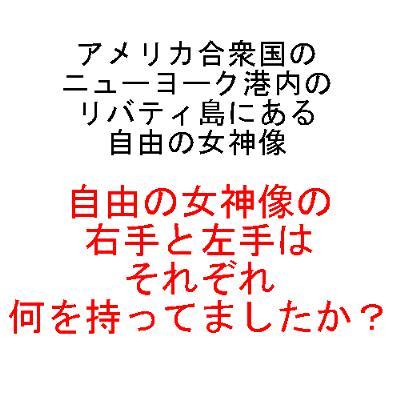 アメリカ合衆国の
ニューヨーク港内の
リバティ島にある
自由の女神像
自由の女神像の
右手と左手は
それぞれ
何を持ってましたか？